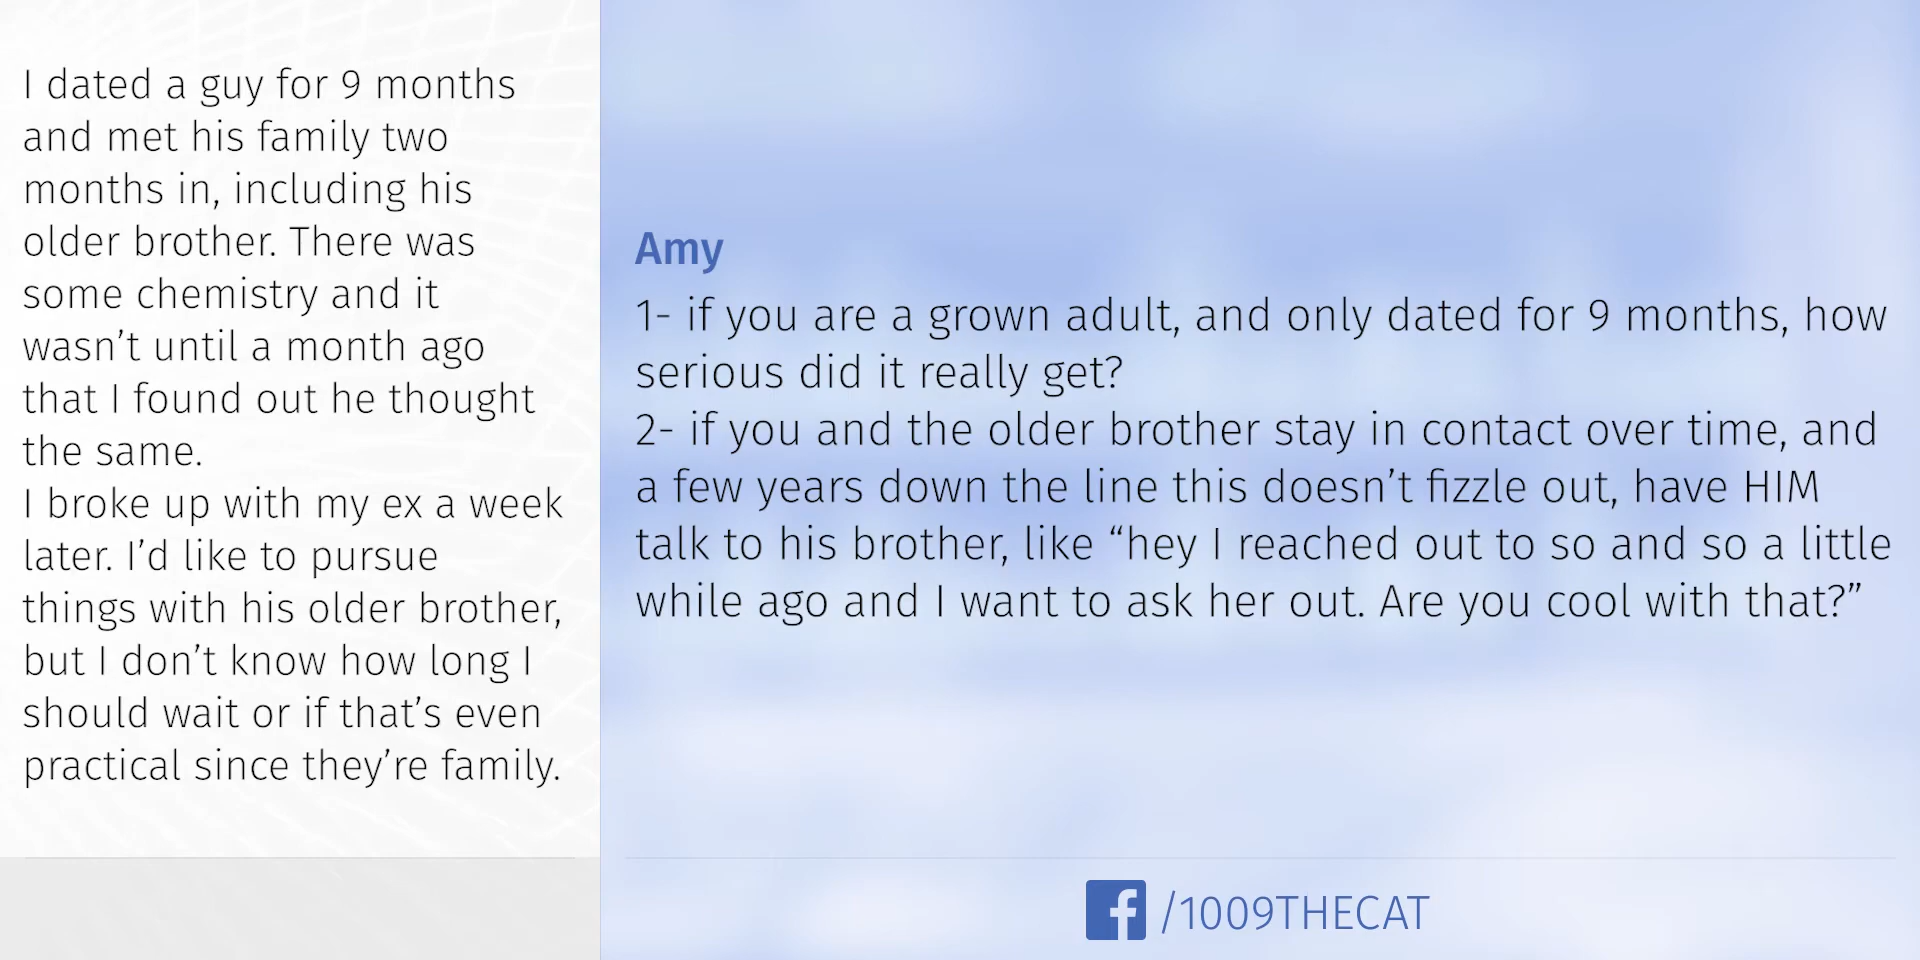 I dated a guy for 9 months
and met his family two
months in, including his
older brother. There was
some chemistry and it
wasn’t until a month ago
that I found out he thought
the same.
I broke up with my ex a week
later. I’d like to pursue
things with his older brother,
but I don’t know how long I
should wait or if that’s even
practical since they’re family.
Amy
1- if you are a grown adult, and only dated for 9 months, how
serious did it really get?
2- if you and the older brother stay in contact over time, and
a few years down the line this doesn’t fizzle out, have HIM
talk to his brother, like “hey I reached out to so and so a little
while ago and I want to ask her out. Are you cool with that?”
/1009THECAT